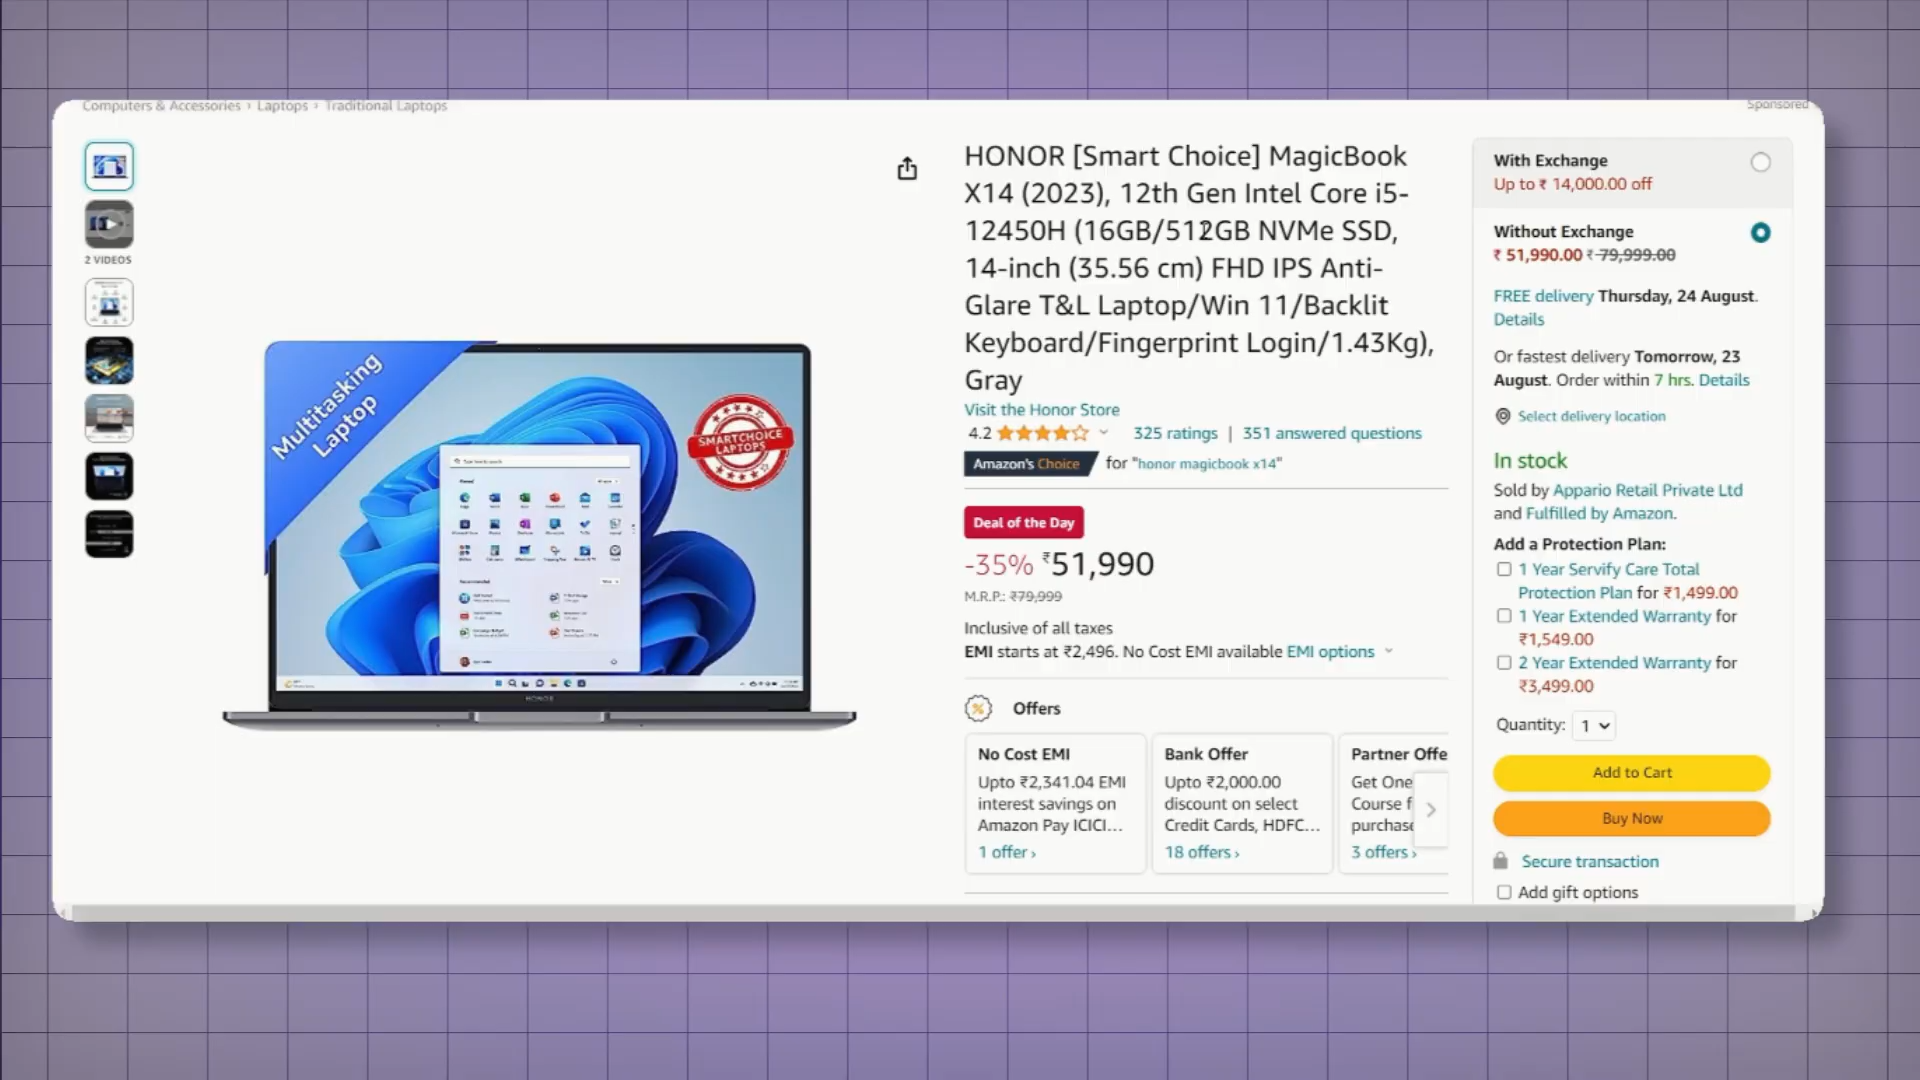 Computers & Accessories › Laptops › Traditional Laptops
Sponsored
2 VIDEOS
Multitasking
Laptop
SMARTCHOICE
LAPTOPS
HONOR
HONOR [Smart Choice] MagicBook
X14 (2023), 12th Gen Intel Core i5-
12450H (16GB/512GB NVMe SSD,
14-inch (35.56 cm) FHD IPS Anti-
Glare T&L Laptop/Win 11/Backlit
Keyboard/Fingerprint Login/1.43Kg),
Gray
Visit the Honor Store
4.2 325 ratings | 351 answered questions
Amazon's Choice for "honor magicbook x14"
Deal of the Day
-35% ₹51,990
M.R.P.: ₹79,999
Inclusive of all taxes
EMI starts at ₹2,496. No Cost EMI available EMI options
Offers
No Cost EMI
Upto ₹2,341.04 EMI
interest savings on
Amazon Pay ICICI...
1 offer ›
Bank Offer
Upto ₹2,000.00
discount on select
Credit Cards, HDFC...
18 offers ›
Partner Offe
Get One
Course f
purchase
3 offers ›
With Exchange
Up to ₹ 14,000.00 off
Without Exchange
₹ 51,990.00 ₹ 79,999.00
FREE delivery Thursday, 24 August.
Details
Or fastest delivery Tomorrow, 23
August. Order within 7 hrs. Details
Select delivery location
In stock
Sold by Appario Retail Private Ltd
and Fulfilled by Amazon.
Add a Protection Plan:
1 Year Servify Care Total
Protection Plan for ₹1,499.00
1 Year Extended Warranty for
₹1,549.00
2 Year Extended Warranty for
₹3,499.00
Quantity: 1
Add to Cart
Buy Now
Secure transaction
Add gift options